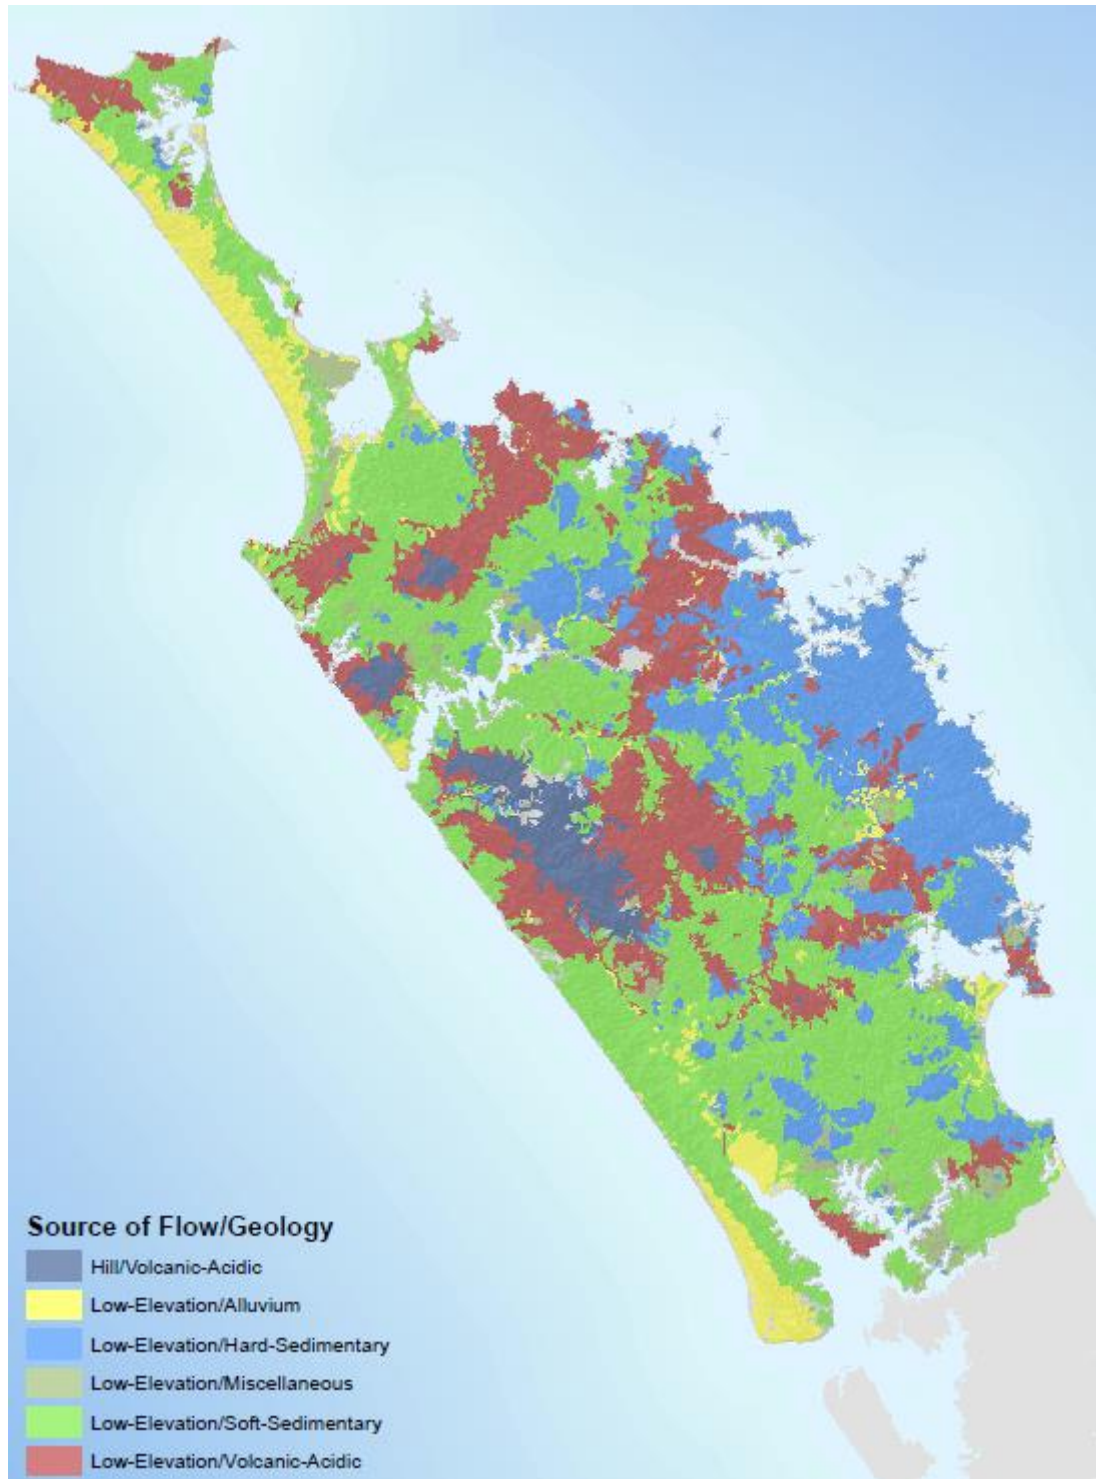 Source of Flow/Geology
Hill/Volcanic-Acidic
Low-Elevation/Alluvium
Low-Elevation/Hard-Sedimentary
Low-Elevation/Miscellaneous
Low-Elevation/Soft-Sedimentary
Low-Elevation/Volcanic-Acidic